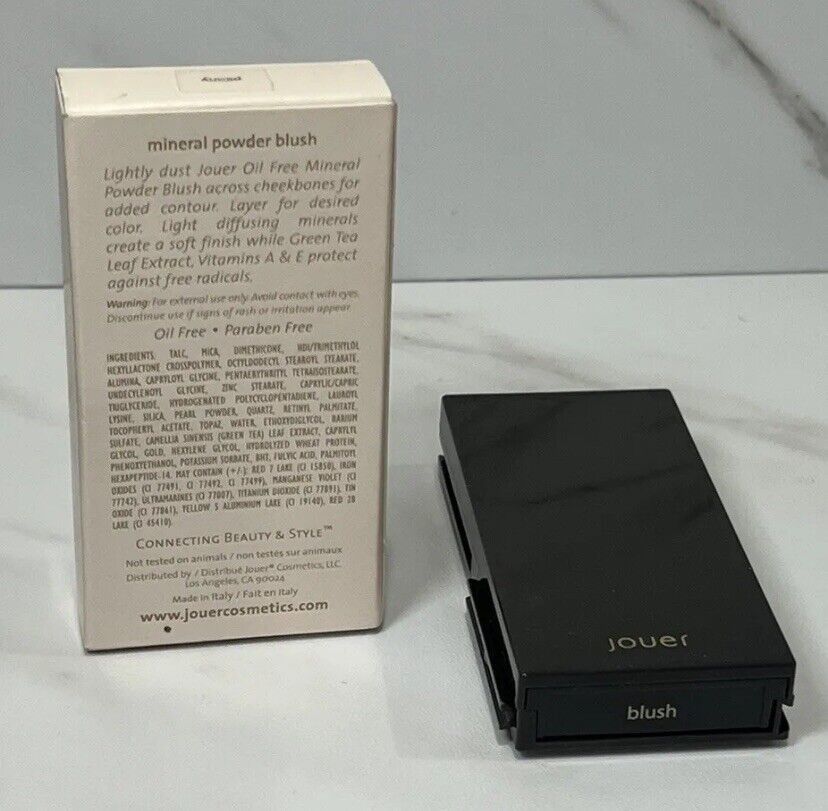 mineral powder blush
Lightly dust Jouer Oil Free Mineral
Powder Blush across cheekbones for
added contour. Layer for desired
color. Light diffusing minerals
create a soft finish while Green Tea
Leaf Extract, Vitamins A & E protect
against free radicals.
Warning: For external use only. Avoid contact with eyes.
Discontinue use if signs of rash or irritation appear.
Oil Free • Paraben Free
INGREDIENTS: TALC, MICA, DIMETHICONE, HDI/TRIMETHYLOL
HEXYLLACTONE CROSSPOLYMER, OCTYLDODECYL STEAROYL STEARATE,
ALUMINA, CAPRYLOYL GLYCINE, PENTAERYTHRITYL TETRAISOSTEARATE,
UNDECYLENOYL GLYCINE, ZINC STEARATE, CAPRYLIC/CAPRIC
TRIGLYCERIDE, HYDROGENATED POLYCYCLOPENTADIENE, LAUROYL
LYSINE, SILICA, PEARL POWDER, QUARTZ, RETINYL PALMITATE,
TOCOPHERYL ACETATE, TOPAZ, WATER, ETHOXYDIGLYCOL, BARIUM
SULFATE, CAMELLIA SINENSIS (GREEN TEA) LEAF EXTRACT, CAPRYLYL
GLYCOL, GOLD, HEXYLENE GLYCOL, HYDROLYZED WHEAT PROTEIN,
PHENOXYETHANOL, POTASSIUM SORBATE, BHT, FULVIC ACID, PALMITOYL
HEXAPEPTIDE-14. MAY CONTAIN (+/-): RED 7 LAKE (CI 15850), IRON
OXIDES (CI 77491, CI 77492, CI 77499), MANGANESE VIOLET (CI
77742), ULTRAMARINES (CI 77007), TITANIUM DIOXIDE (CI 77891), TIN
OXIDE (CI 77861), YELLOW 5 ALUMINIUM LAKE (CI 19140), RED 28
LAKE (CI 45410).
CONNECTING BEAUTY & STYLE™
Not tested on animals / non testés sur animaux
Distributed by / Distribué Jouer® Cosmetics, LLC.
Los Angeles, CA 90024
Made in Italy / Fait en Italy
www.jouercosmetics.com
jouer
blush